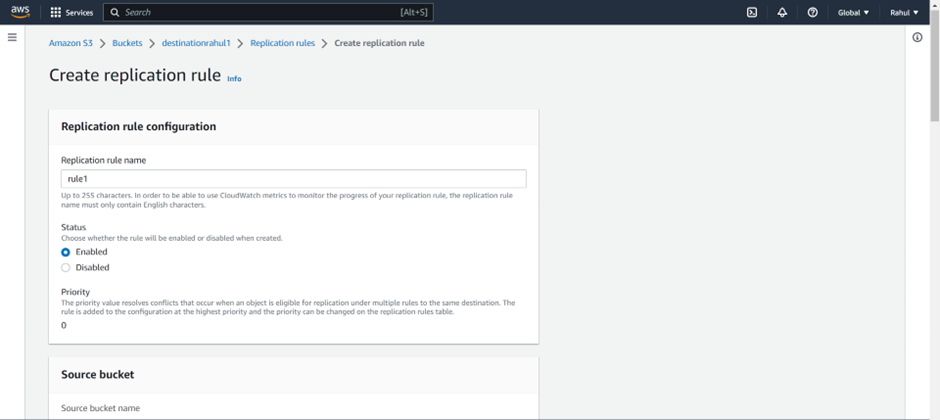 aws Services Search [Alt+S] Global Rahul
Amazon S3 > Buckets > destinationrahul1 > Replication rules > Create replication rule
Create replication rule Info
Replication rule configuration
Replication rule name
rule1
Up to 255 characters. In order to be able to use CloudWatch metrics to monitor the progress of your replication rule, the replication rule
name must only contain English characters.
Status
Choose whether the rule will be enabled or disabled when created.
Enabled
Disabled
Priority
The priority value resolves conflicts that occur when an object is eligible for replication under multiple rules to the same destination. The
rule is added to the configuration at the highest priority and the priority can be changed on the replication rules table.
0
Source bucket
Source bucket name